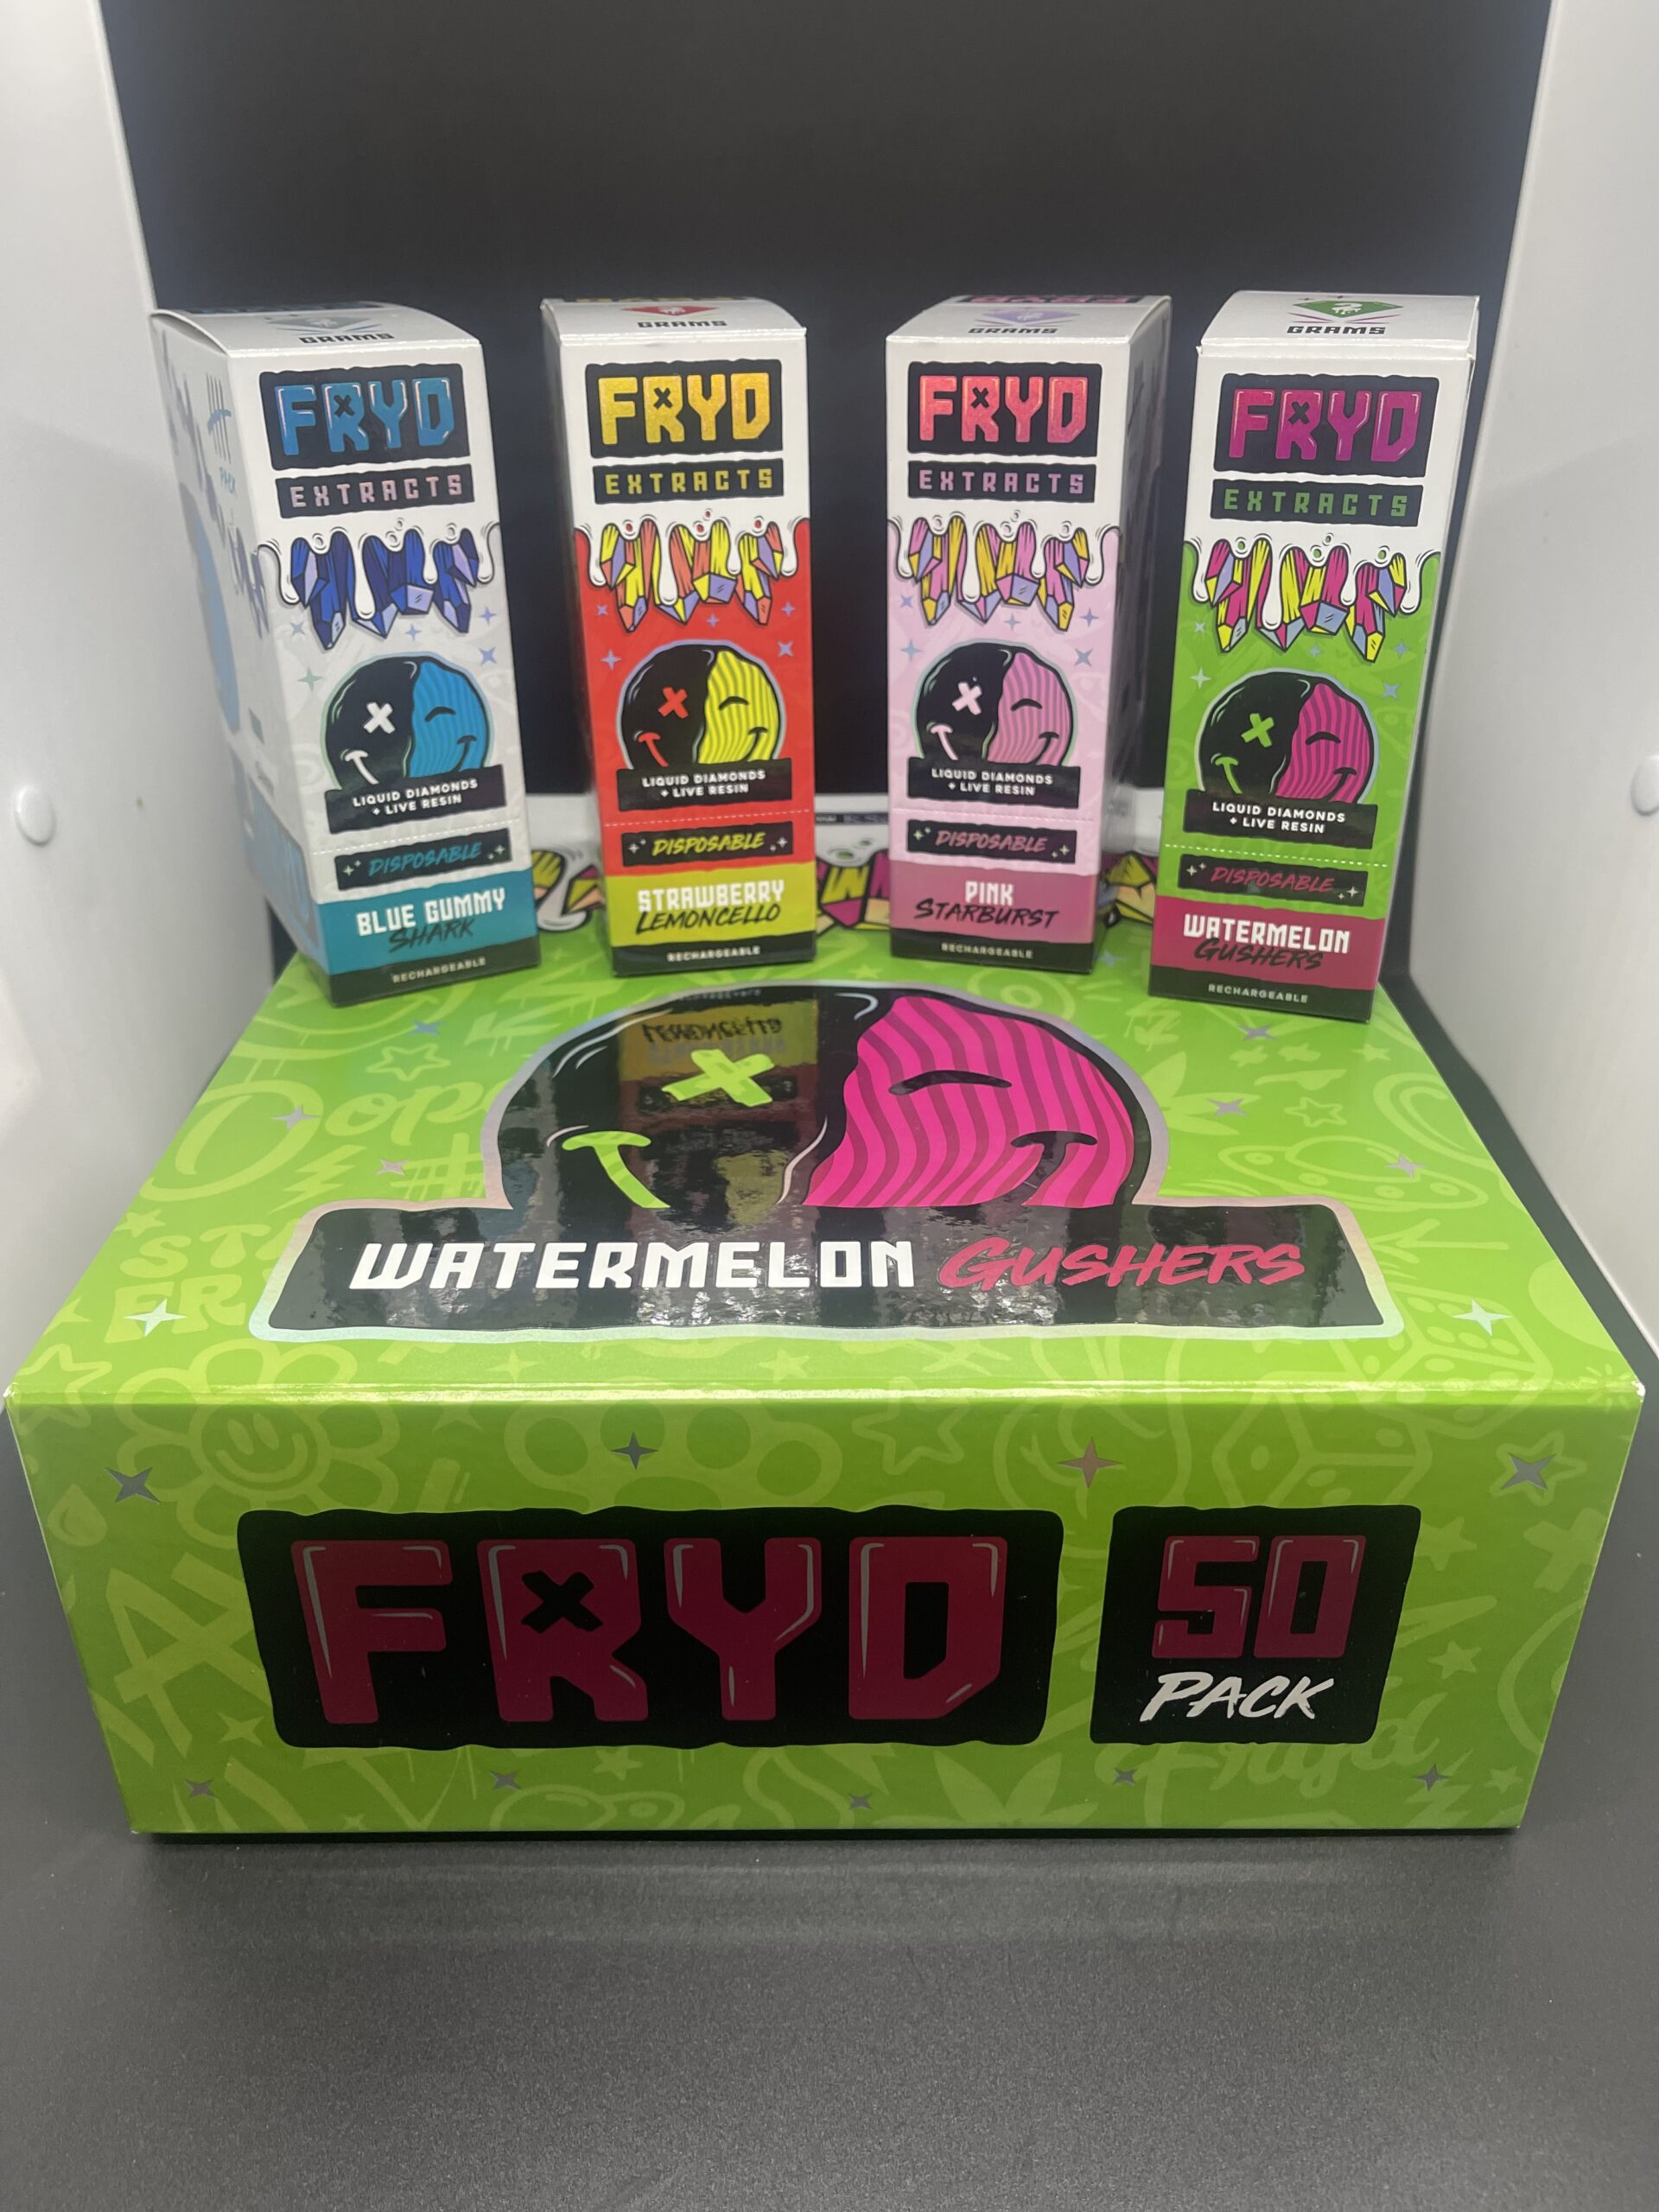 GRAMS
FRYD
EXTRACTS
LIQUID DIAMONDS
+ LIVE RESIN
DISPOSABLE
BLUE GUMMY
SHARK
RECHARGEABLE
GRAMS
FRYD
EXTRACTS
LIQUID DIAMONDS
+ LIVE RESIN
DISPOSABLE
STRAWBERRY
LEMONCELLO
RECHARGEABLE
GRAMS
FRYD
EXTRACTS
LIQUID DIAMONDS
+ LIVE RESIN
DISPOSABLE
PINK
STARBURST
RECHARGEABLE
2
GRAMS
FRYD
EXTRACTS
LIQUID DIAMONDS
+ LIVE RESIN
DISPOSABLE
WATERMELON
GUSHERS
RECHARGEABLE
WATERMELON GUSHERS
FRYD
50
PACK
Fryd